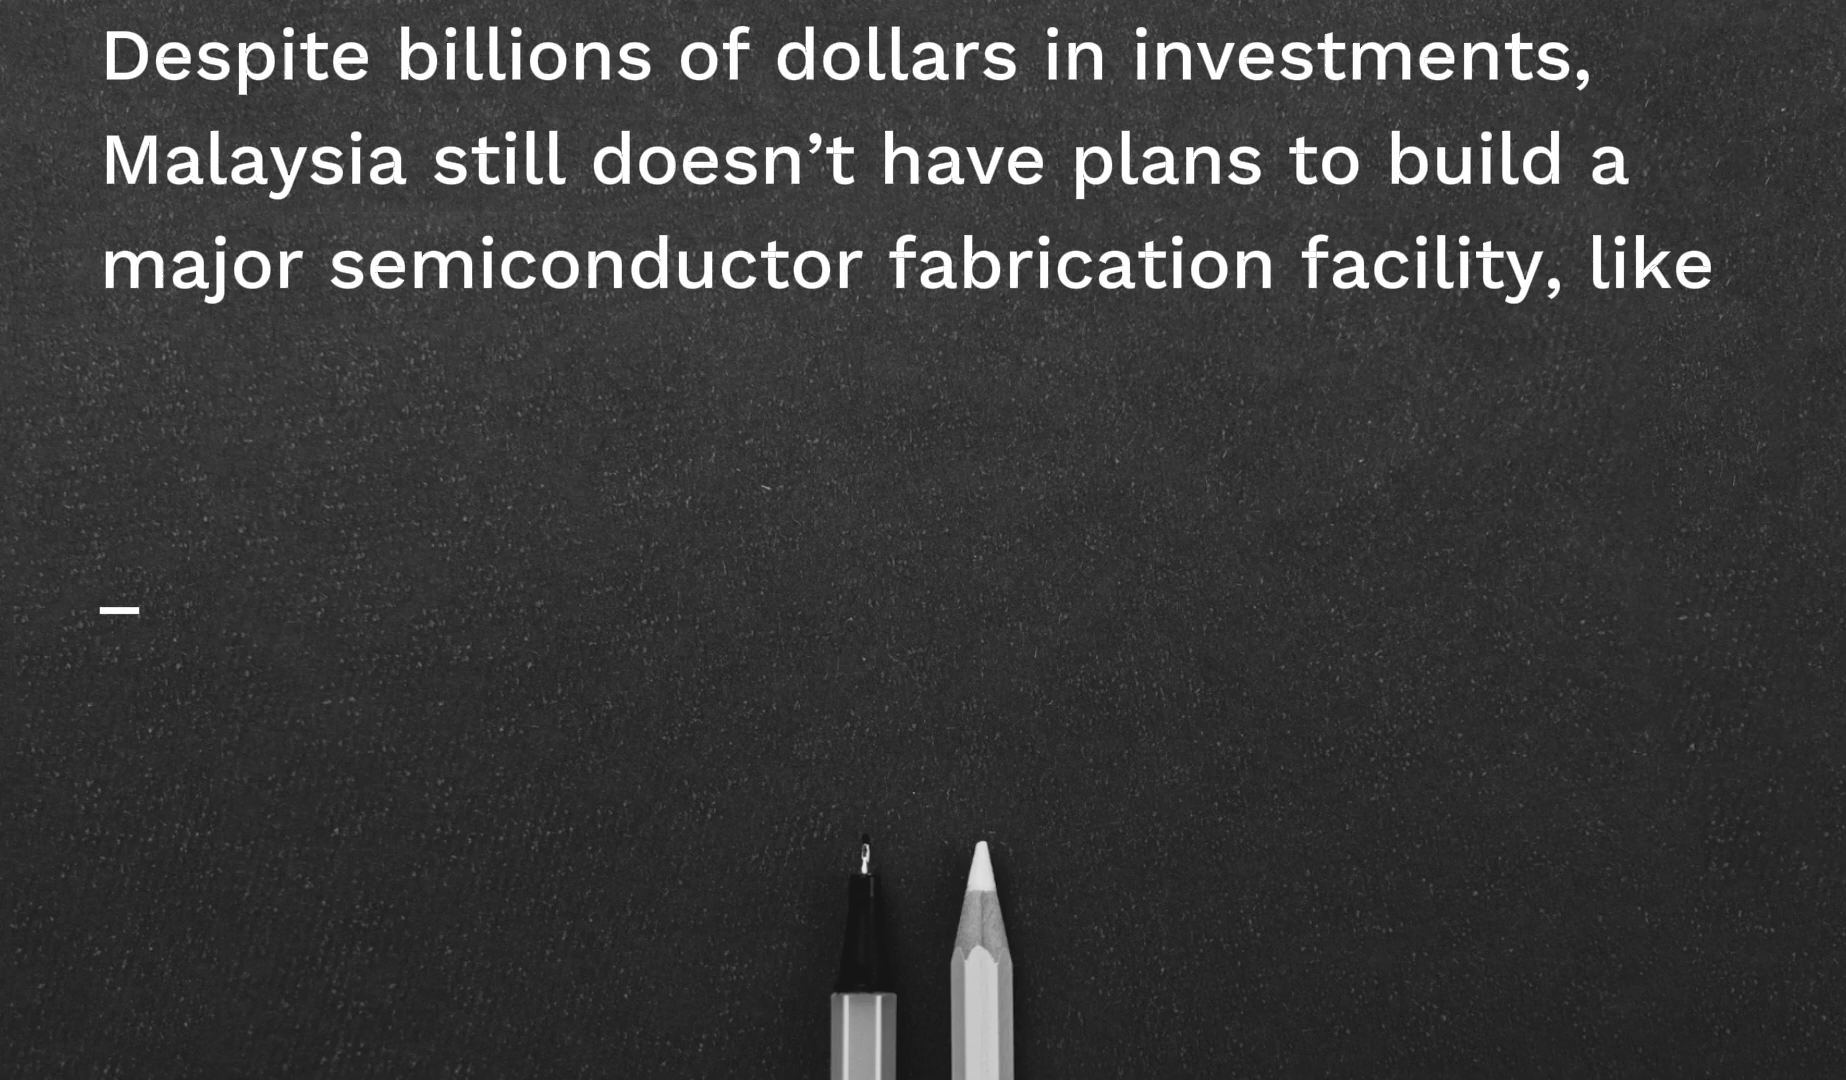 Despite billions of dollars in investments,
Malaysia still doesn’t have plans to build a
major semiconductor fabrication facility, like